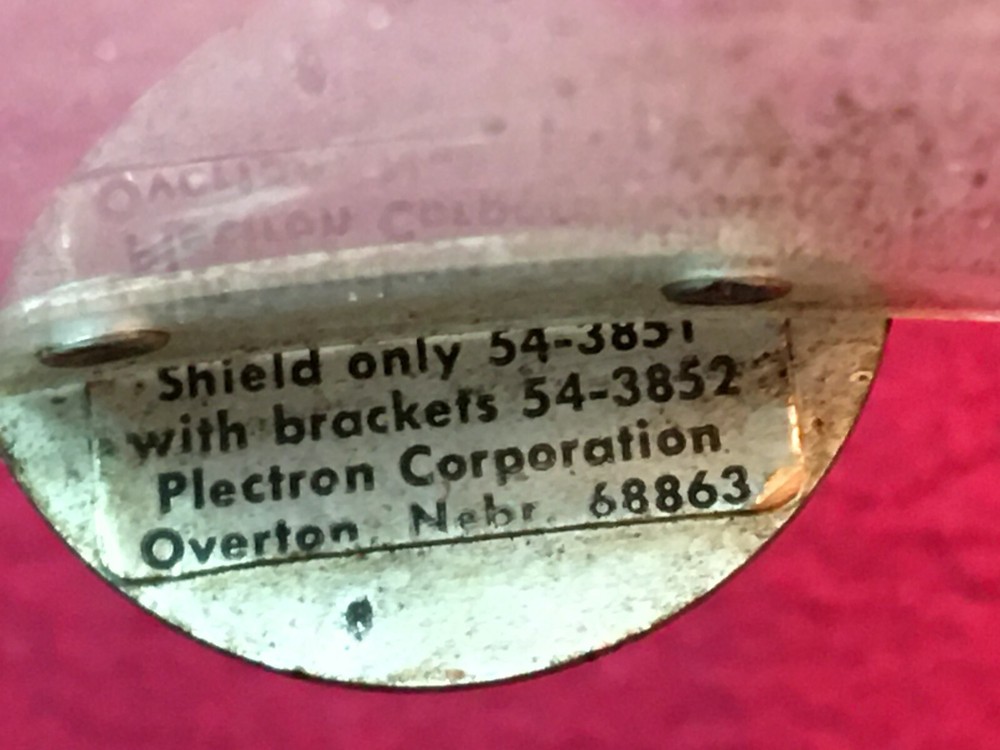 Shield only 54-3851
with brackets 54-3852
Plectron Corporation
Overton, Nebr. 68863